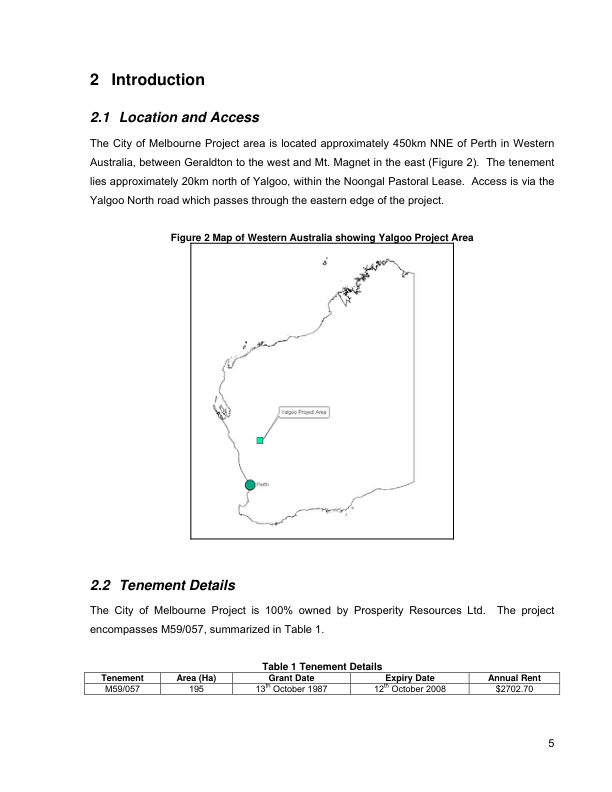 2 Introduction
2.1 Location and Access
The City of Melbourne Project area is located approximately 450km NNE of Perth in Western
Australia, between Geraldton to the west and Mt. Magnet in the east (Figure 2). The tenement
lies approximately 20km north of Yalgoo, within the Noongal Pastoral Lease. Access is via the
Yalgoo North road which passes through the eastern edge of the project.
Figure 2 Map of Western Australia showing Yalgoo Project Area
Yalgoo Project Area
Perth
2.2 Tenement Details
The City of Melbourne Project is 100% owned by Prosperity Resources Ltd. The project
encompasses M59/057, summarized in Table 1.
Table 1 Tenement Details
Tenement Area (Ha) Grant Date Expiry Date Annual Rent
M59/057 195 13th October 1987 12th October 2008 $2702.70
5